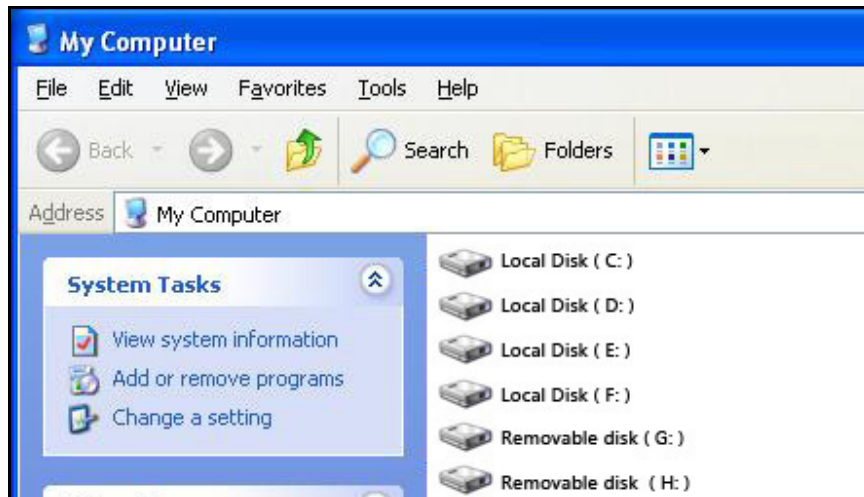 My Computer
File Edit View Favorites Tools Help
Back Search Folders
Address My Computer
System Tasks
View system information
Add or remove programs
Change a setting
Local Disk ( C: )
Local Disk ( D: )
Local Disk ( E: )
Local Disk ( F: )
Removable disk ( G: )
Removable disk ( H: )